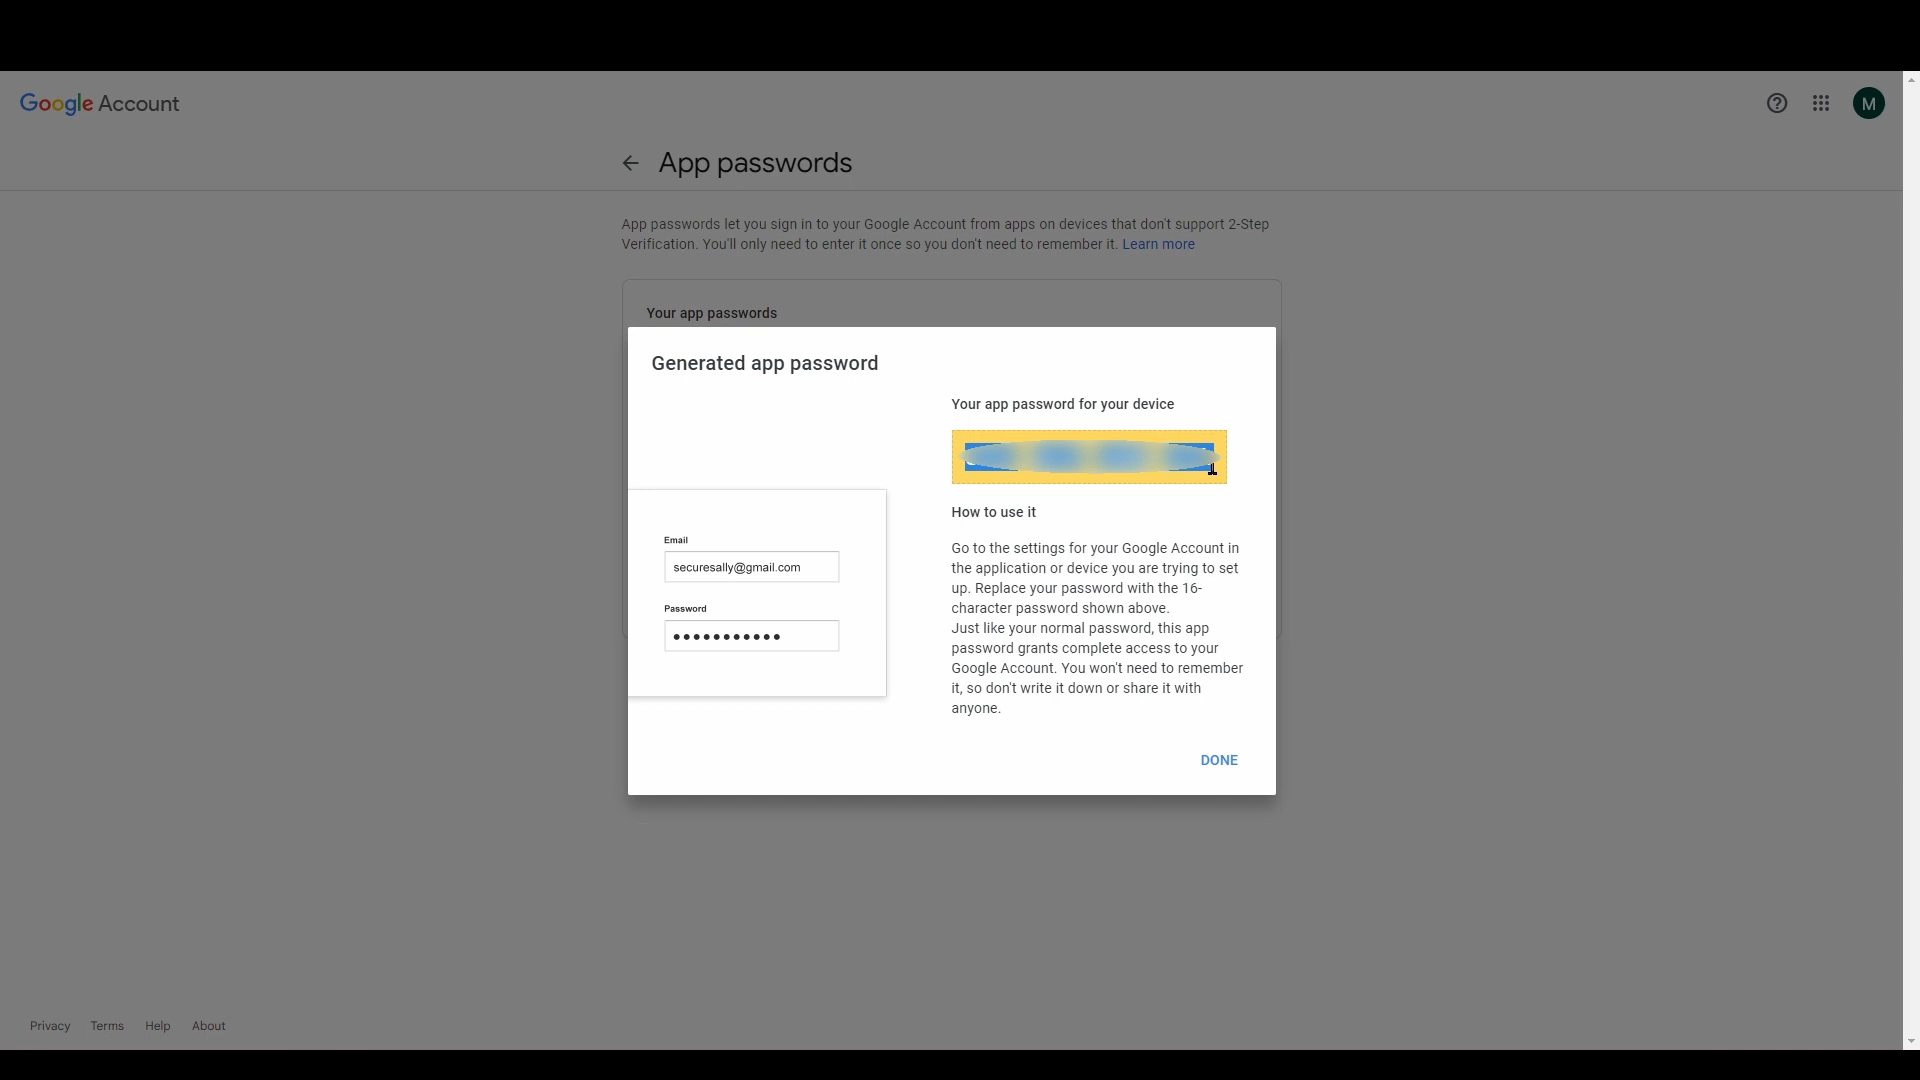 Google Account
M
App passwords
App passwords let you sign in to your Google Account from apps on devices that don't support 2-Step
Verification. You'll only need to enter it once so you don't need to remember it. Learn more
Your app passwords
Generated app password
Your app password for your device
How to use it
Go to the settings for your Google Account in
the application or device you are trying to set
up. Replace your password with the 16-
character password shown above.
Just like your normal password, this app
password grants complete access to your
Google Account. You won't need to remember
it, so don't write it down or share it with
anyone.
Email
securesally@gmail.com
Password
DONE
Privacy Terms Help About